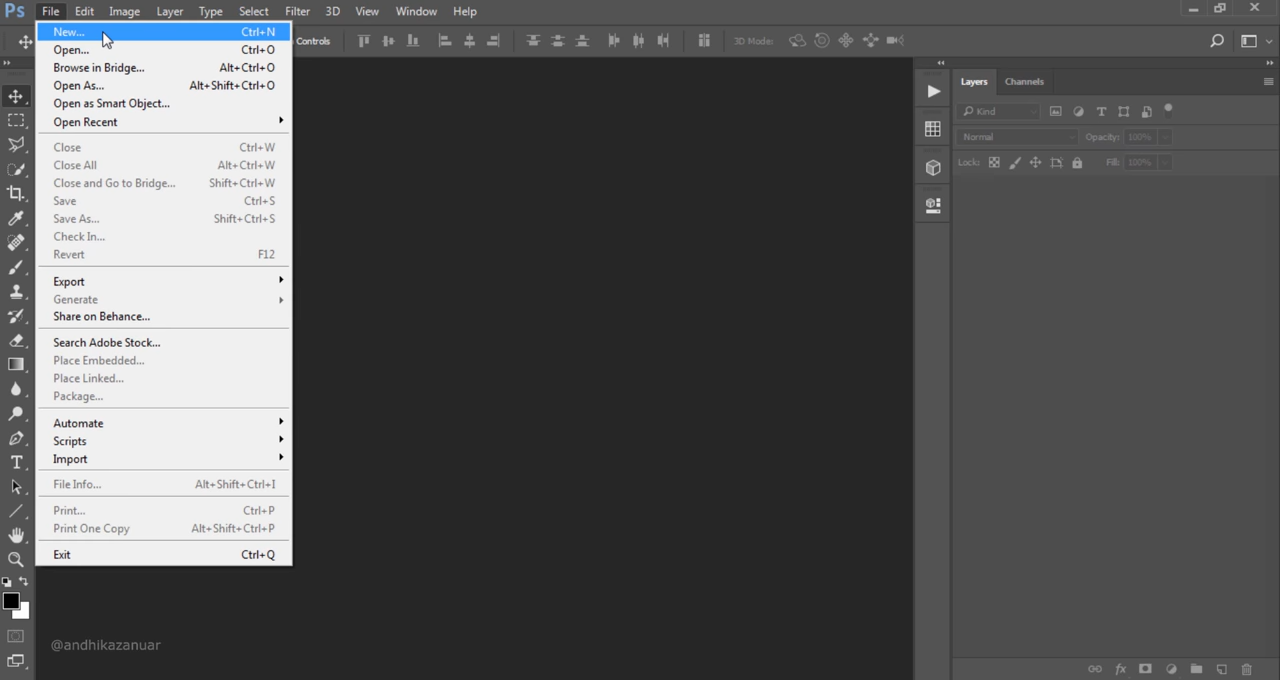 Ps File Edit Image Layer Type Select Filter 3D View Window Help
Controls 3D Mode:
New... Ctrl+N
Open... Ctrl+O
Browse in Bridge... Alt+Ctrl+O
Open As... Alt+Shift+Ctrl+O
Open as Smart Object...
Open Recent
Close Ctrl+W
Close All Alt+Ctrl+W
Close and Go to Bridge... Shift+Ctrl+W
Save Ctrl+S
Save As... Shift+Ctrl+S
Check In...
Revert F12
Export
Generate
Share on Behance...
Search Adobe Stock...
Place Embedded...
Place Linked...
Package...
Automate
Scripts
Import
File Info... Alt+Shift+Ctrl+I
Print... Ctrl+P
Print One Copy Alt+Shift+Ctrl+P
Exit Ctrl+Q
Layers Channels
Kind
Normal Opacity: 100%
Lock: Fill: 100%
@andhikazanuar